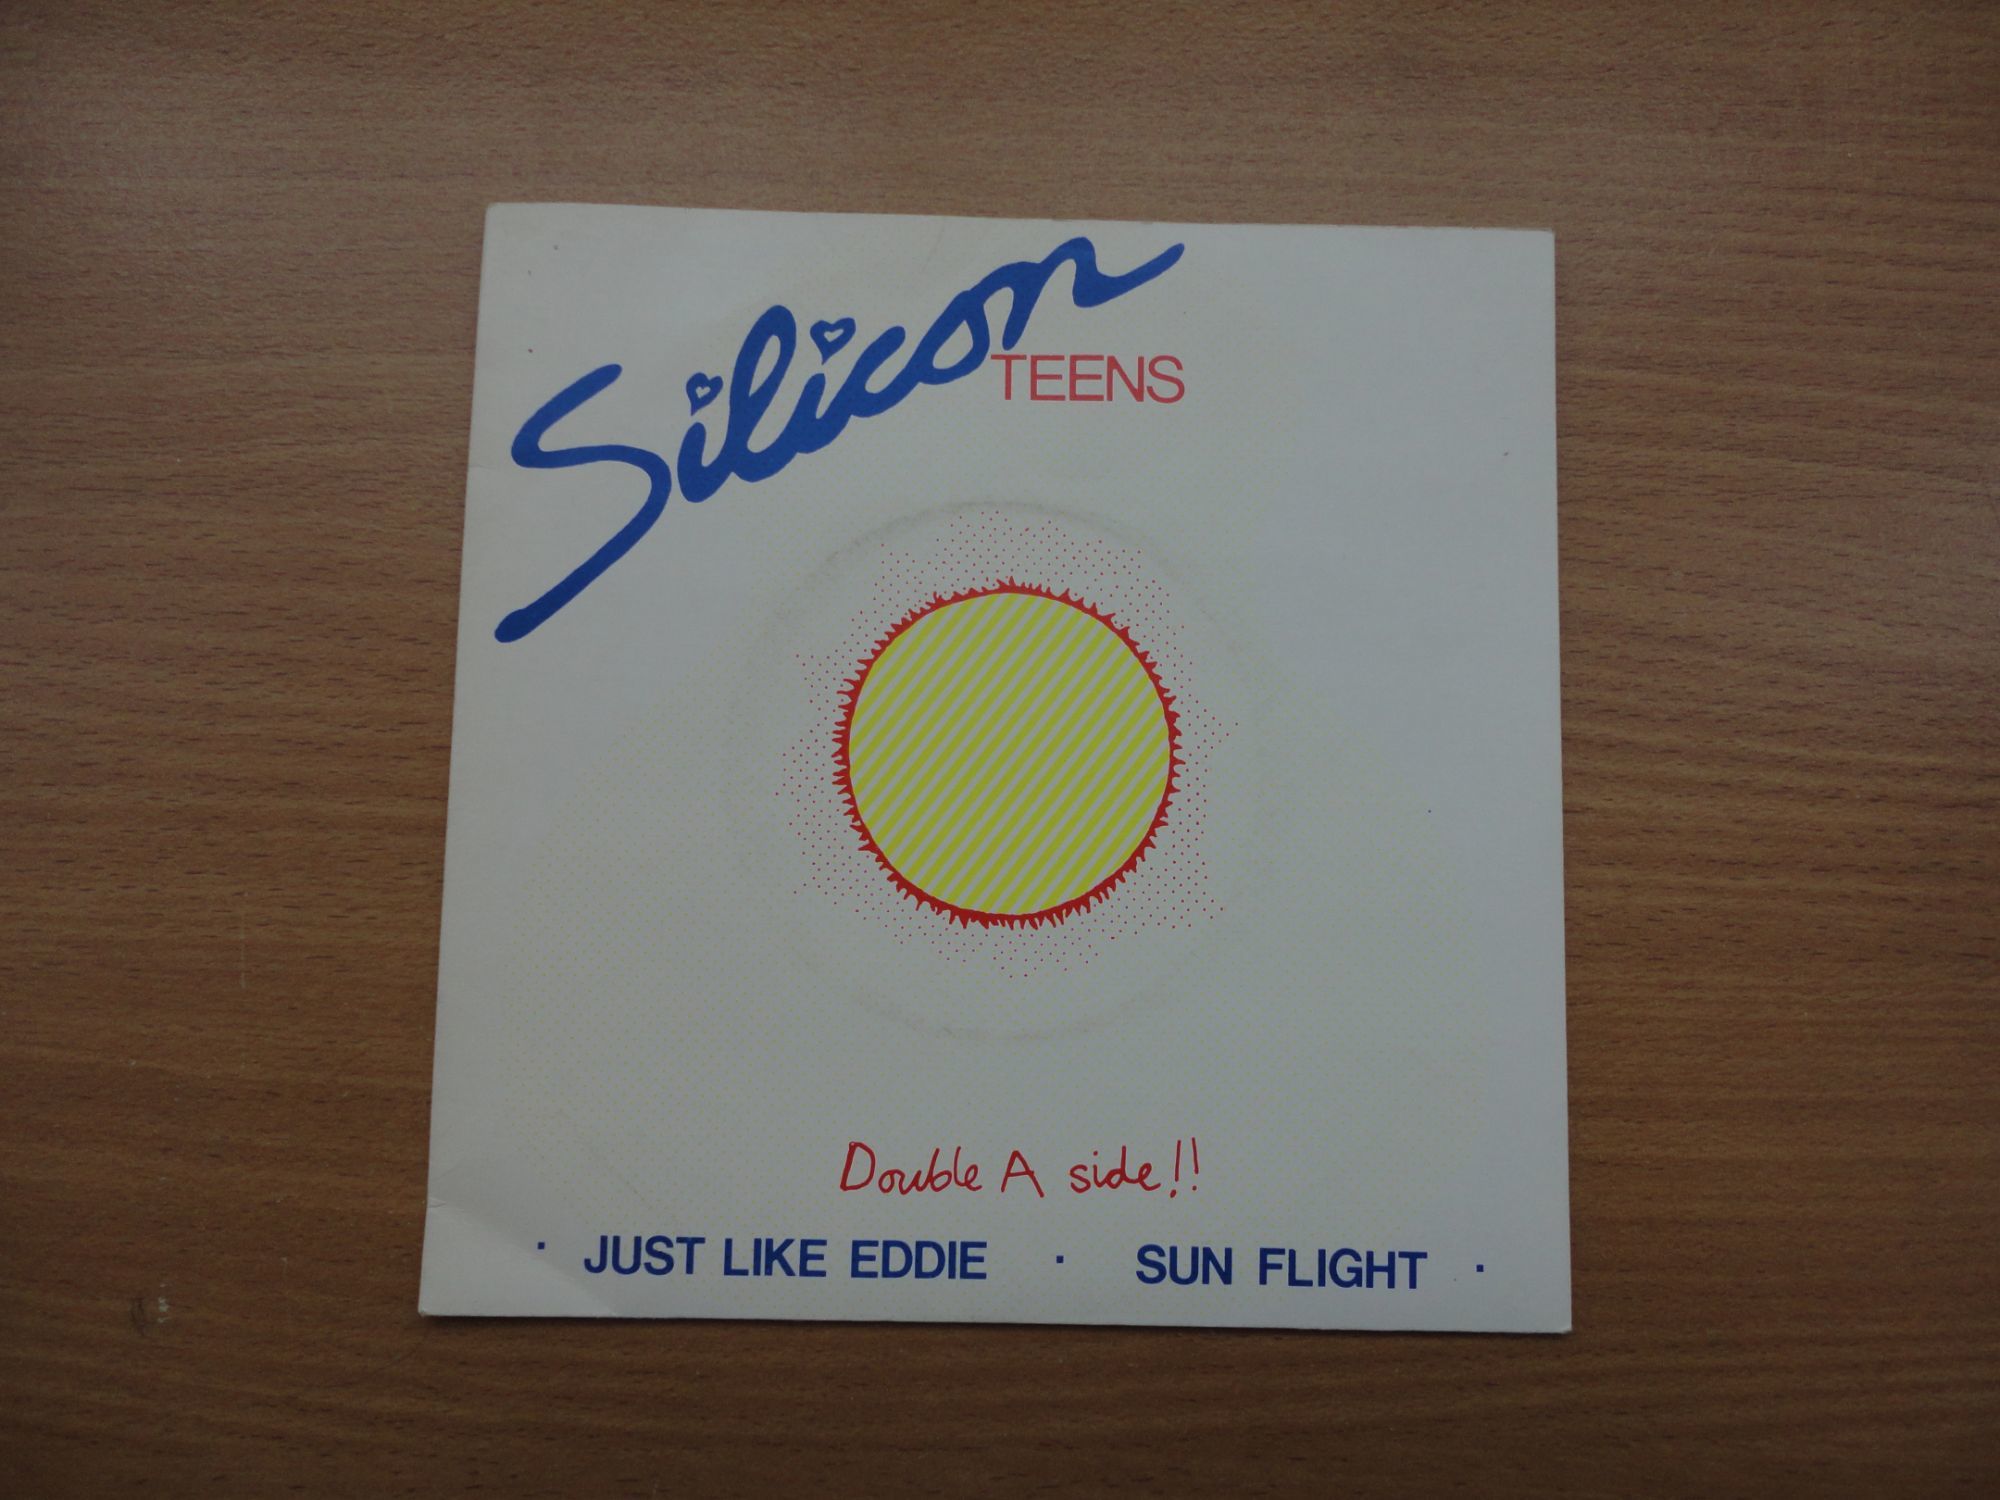 Silicon
TEENS
Double A side!!
· JUST LIKE EDDIE · SUN FLIGHT ·